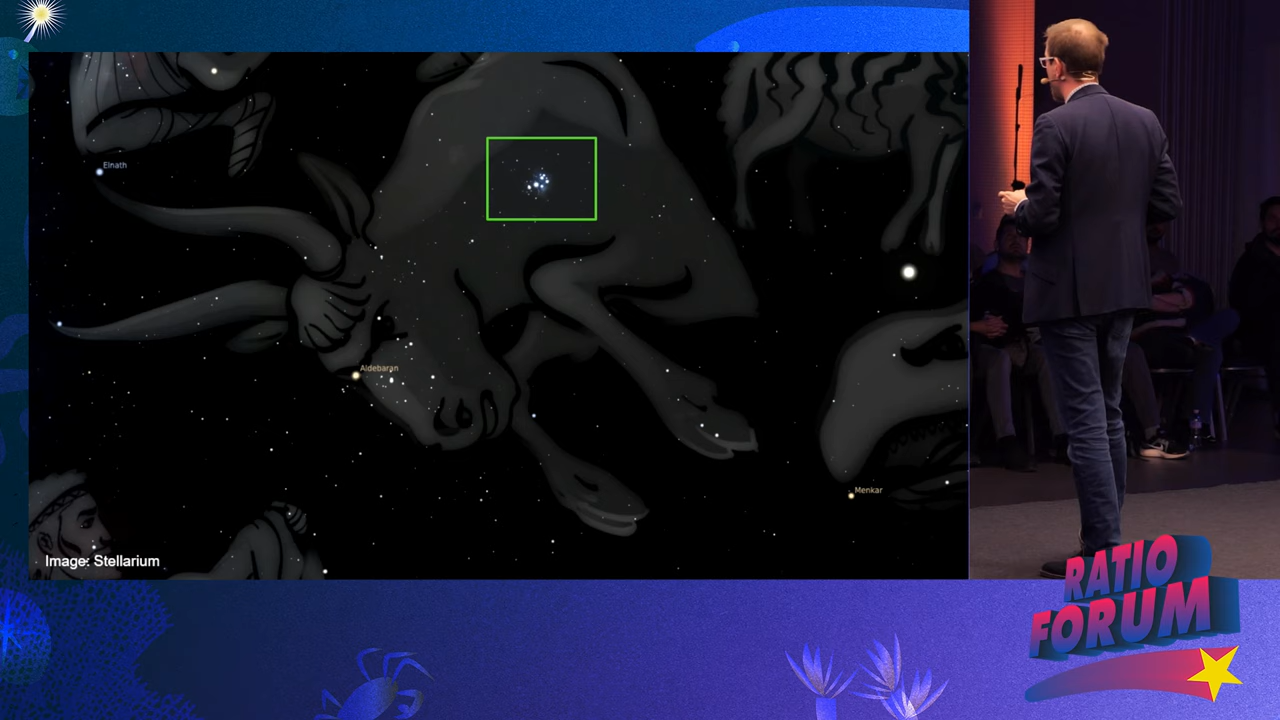 Elnath
Aldebaran
Menkar
Image: Stellarium
RATIO
FORUM